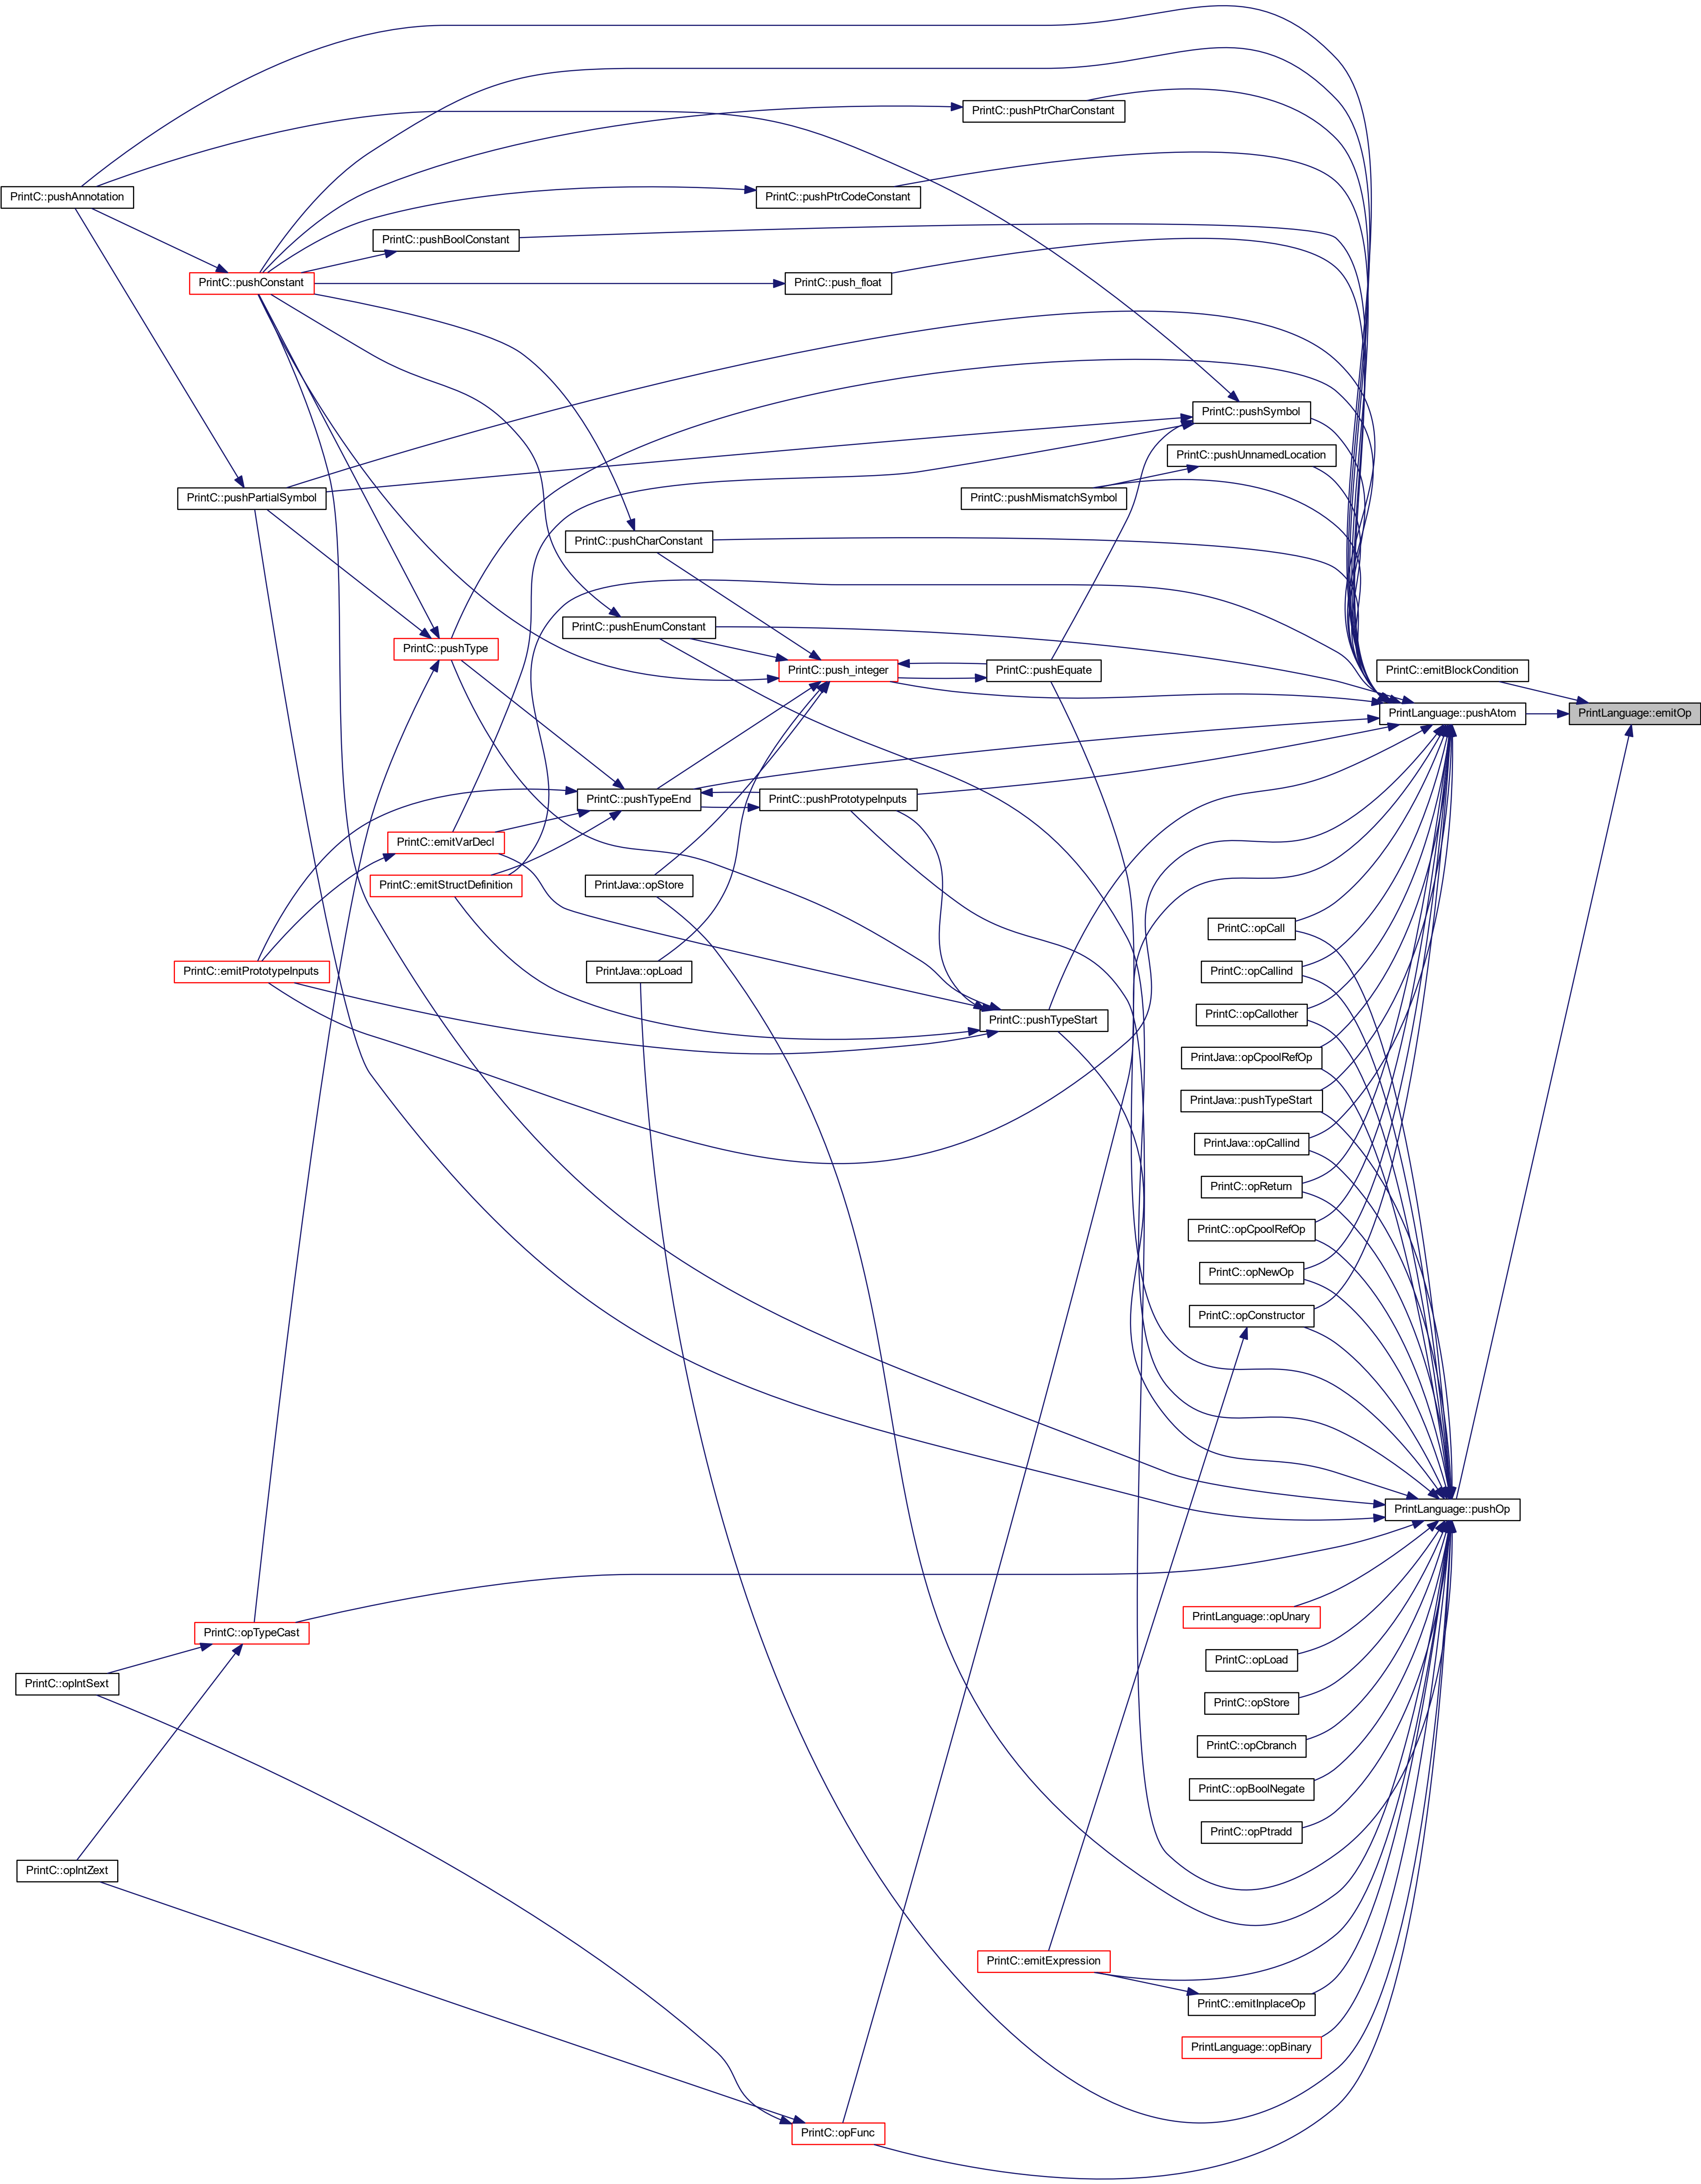 PrintC::pushPtrCharConstant
PrintC::pushAnnotation
PrintC::pushPtrCodeConstant
PrintC::pushBoolConstant
PrintC::pushConstant
PrintC::push_float
PrintC::pushSymbol
PrintC::pushUnnamedLocation
PrintC::pushPartialSymbol
PrintC::pushMismatchSymbol
PrintC::pushCharConstant
PrintC::pushEnumConstant
PrintC::pushType
PrintC::push_integer
PrintC::pushEquate
PrintC::emitBlockCondition
PrintLanguage::pushAtom
PrintLanguage::emitOp
PrintC::pushTypeEnd
PrintC::pushPrototypeInputs
PrintC::emitVarDecl
PrintC::emitStructDefinition
PrintJava::opStore
PrintC::opCall
PrintC::emitPrototypeInputs
PrintJava::opLoad
PrintC::opCallind
PrintC::pushTypeStart
PrintC::opCallother
PrintJava::opCpoolRefOp
PrintJava::pushTypeStart
PrintJava::opCallind
PrintC::opReturn
PrintC::opCpoolRefOp
PrintC::opNewOp
PrintC::opConstructor
PrintLanguage::pushOp
PrintLanguage::opUnary
PrintC::opTypeCast
PrintC::opLoad
PrintC::opIntSext
PrintC::opStore
PrintC::opCbranch
PrintC::opBoolNegate
PrintC::opPtradd
PrintC::opIntZext
PrintC::emitExpression
PrintC::emitInplaceOp
PrintLanguage::opBinary
PrintC::opFunc